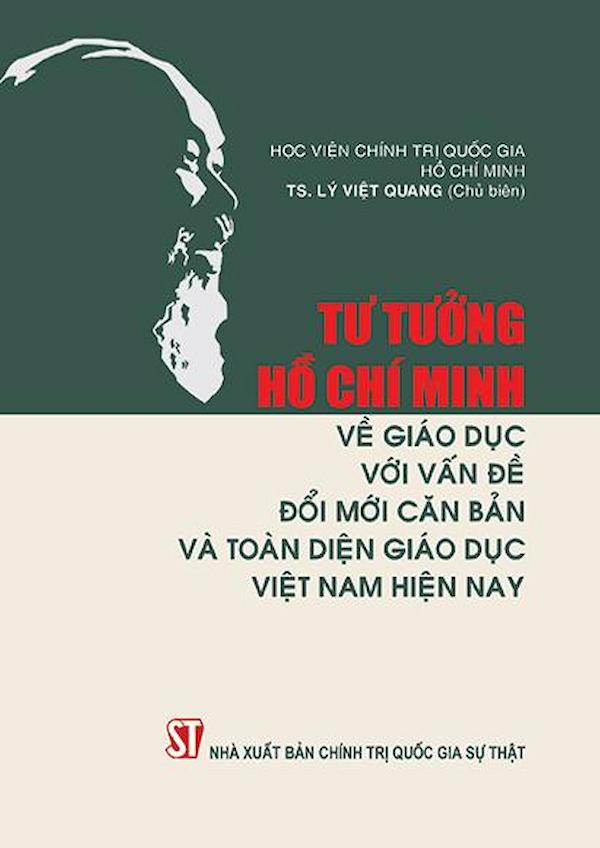 HỌC VIỆN CHÍNH TRỊ QUỐC GIA
HỒ CHÍ MINH
TS. LÝ VIỆT QUANG (Chủ biên)
TƯ TƯỞNG
HỒ CHÍ MINH
VỀ GIÁO DỤC
VỚI VẤN ĐỀ
ĐỔI MỚI CĂN BẢN
VÀ TOÀN DIỆN GIÁO DỤC
VIỆT NAM HIỆN NAY
ST NHÀ XUẤT BẢN CHÍNH TRỊ QUỐC GIA SỰ THẬT